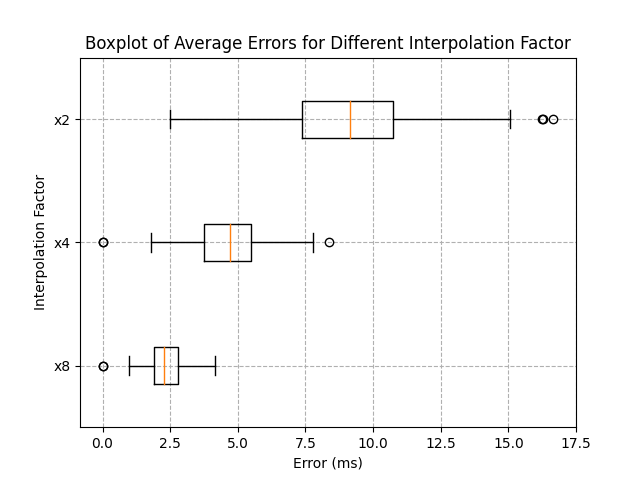 Boxplot of Average Errors for Different Interpolation Factor
x2
x4
x8
Interpolation Factor
0.0 2.5 5.0 7.5 10.0 12.5 15.0 17.5
Error (ms)